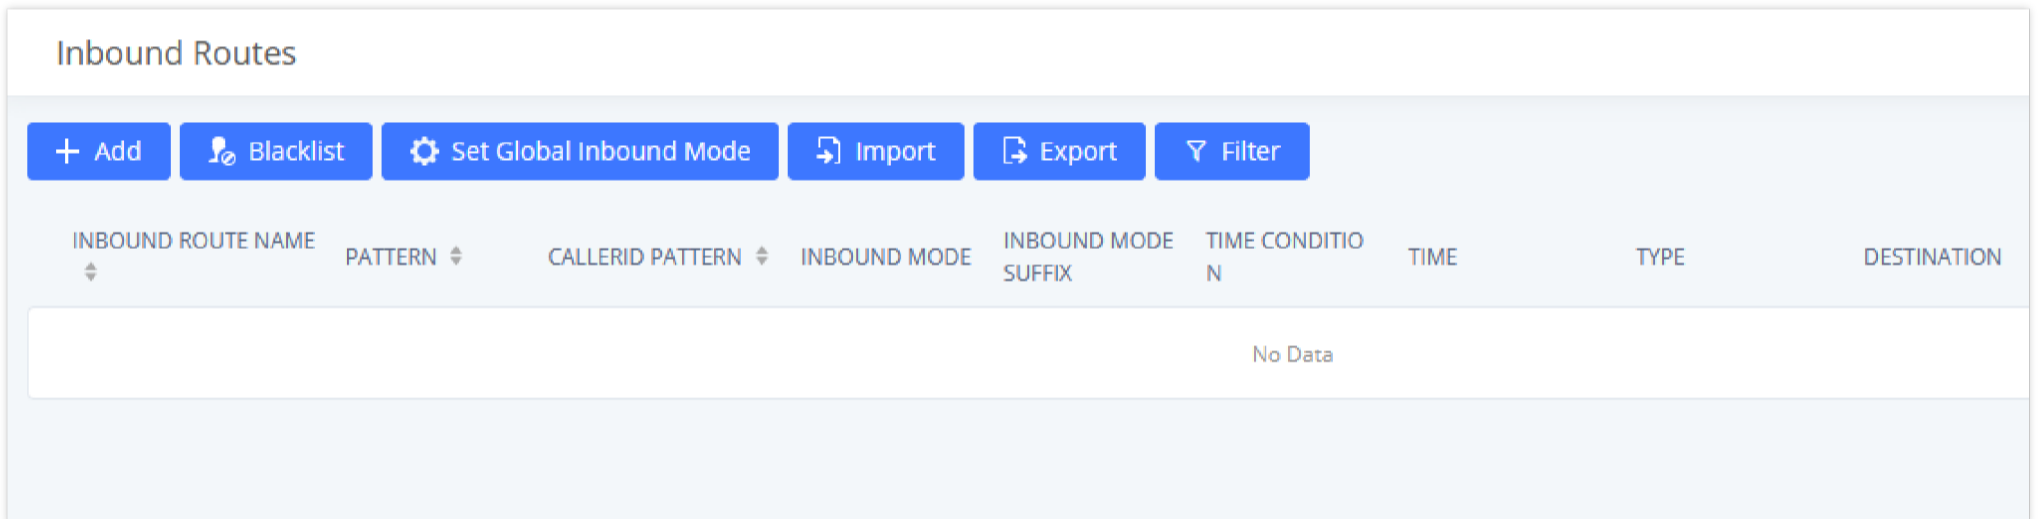 Inbound Routes
Add Blacklist Set Global Inbound Mode Import Export Filter
INBOUND ROUTE NAME PATTERN CALLERID PATTERN INBOUND MODE INBOUND MODE TIME CONDITIO TIME TYPE DESTINATION
SUFFIX N
No Data